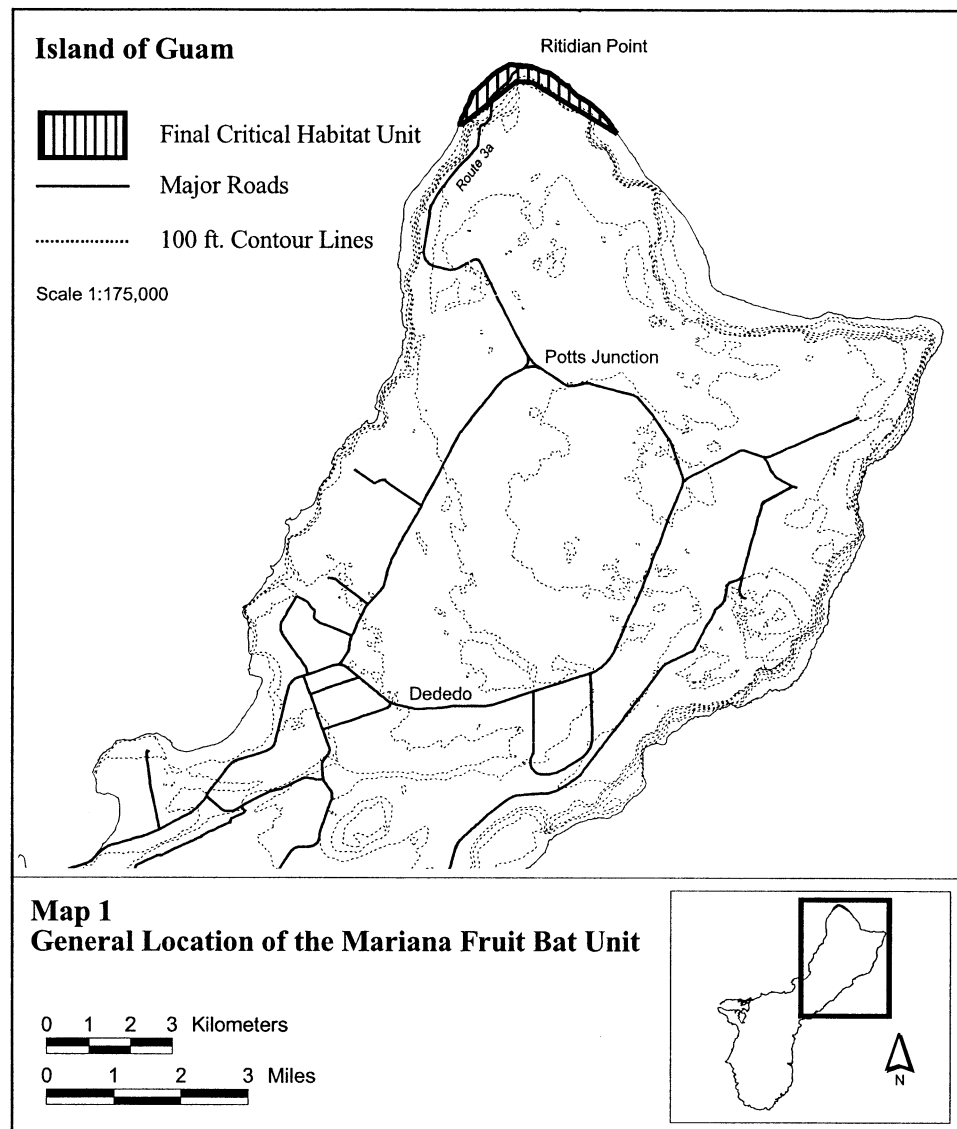 Island of Guam
Ritidian Point
Final Critical Habitat Unit
Major Roads
100 ft. Contour Lines
Scale 1:175,000
Route 3a
Potts Junction
Dededo
Map 1
General Location of the Mariana Fruit Bat Unit
0 1 2 3 Kilometers
0 1 2 3 Miles
N